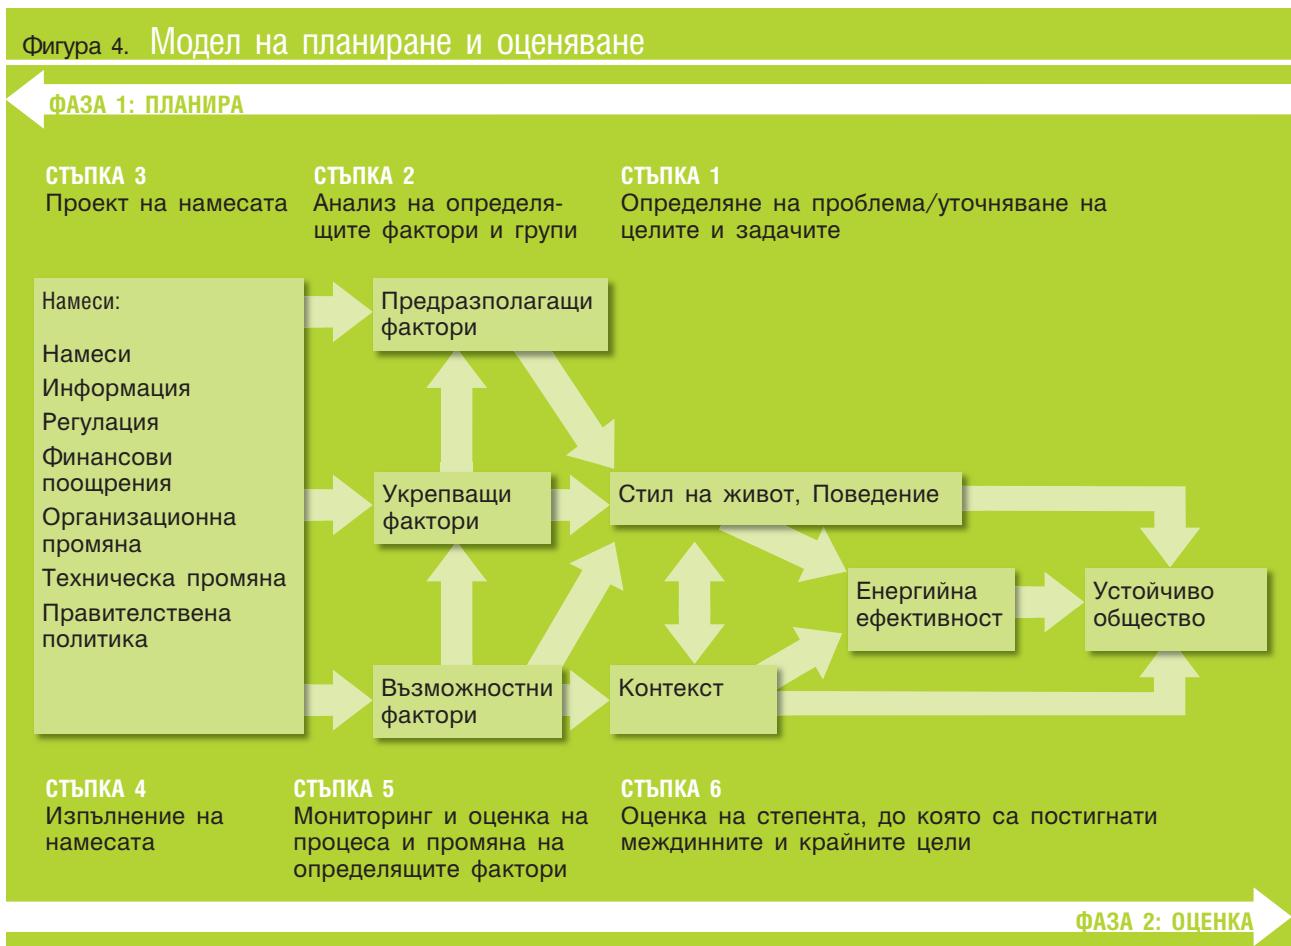 Фигура 4. Модел на планиране и оценяване
ФАЗА 1: ПЛАНИРА
СТЪПКА 3
Проект на намесата
СТЪПКА 2
Анализ на определя-
щите фактори и групи
СТЪПКА 1
Определяне на проблема/уточняване на
целите и задачите
Намеси:
Намеси
Информация
Регулация
Финансови
поощрения
Организационна
промяна
Техническа промяна
Правителствена
политика
Предразполагащи
фактори
Укрепващи
фактори
Възможностни
фактори
Стил на живот, Поведение
Контекст
Енергийна
ефективност
Устойчиво
общество
СТЪПКА 4
Изпълнение на
намесата
СТЪПКА 5
Мониторинг и оценка на
процеса и промяна на
определящите фактори
СТЪПКА 6
Оценка на степента, до която са постигнати
междинните и крайните цели
ФАЗА 2: ОЦЕНКА